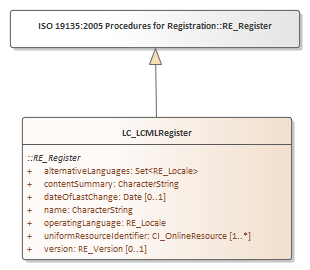 ISO 19135:2005 Procedures for Registration::RE_Register
LC_LCMLRegister
::RE_Register
+ alternativeLanguages: Set<RE_Locale>
+ contentSummary: CharacterString
+ dateOfLastChange: Date [0..1]
+ name: CharacterString
+ operatingLanguage: RE_Locale
+ uniformResourceIdentifier: CI_OnlineResource [1..*]
+ version: RE_Version [0..1]